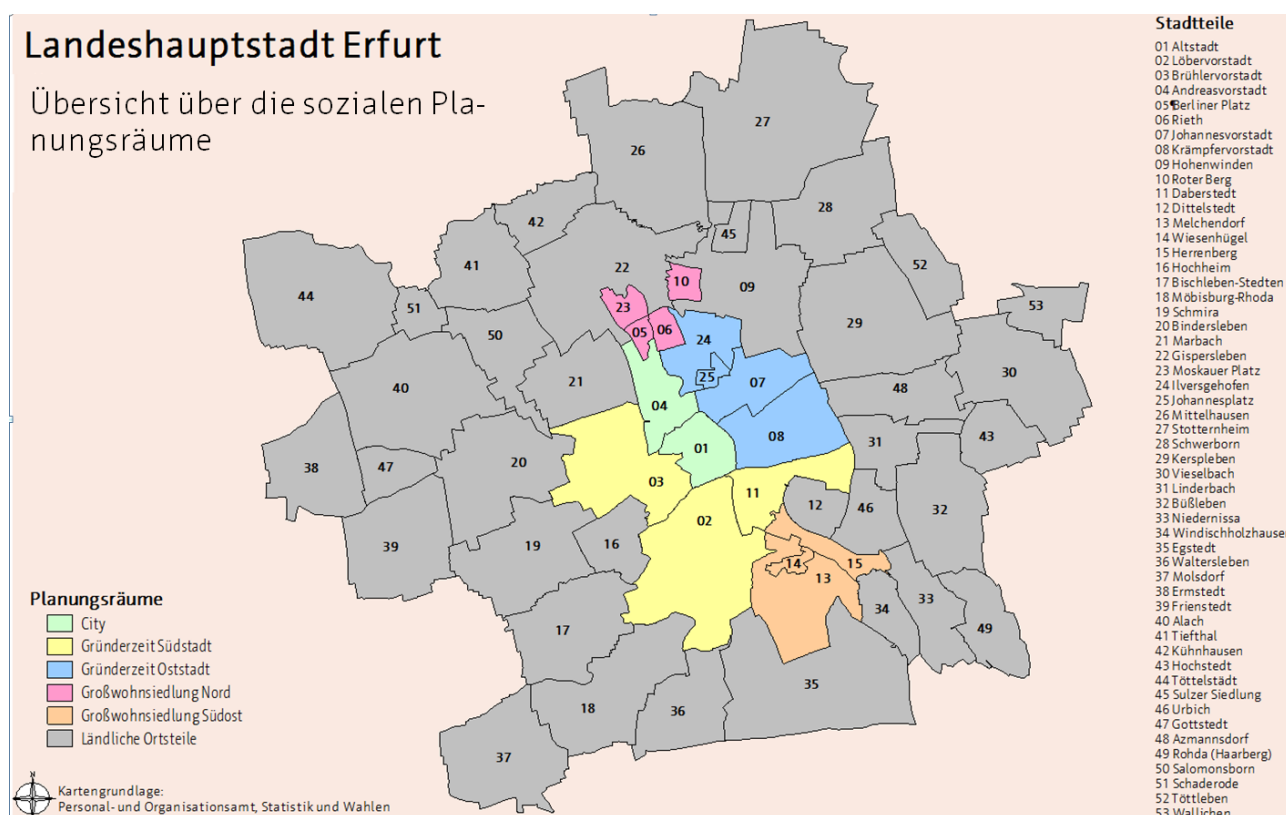 Landeshauptstadt Erfurt
Übersicht über die sozialen Pla-
nungsräume
Stadtteile
01 Altstadt
02 Löbervorstadt
03 Brühlervorstadt
04 Andreasvorstadt
05¶Berliner Platz
06 Rieth
07 Johannesvorstadt
08 Krämpfervorstadt
09 Hohenwinden
10 Roter Berg
11 Daberstedt
12 Dittelstedt
13 Melchendorf
14 Wiesenhügel
15 Herrenberg
16 Hochheim
17 Bischleben-Stedten
18 Möbisburg-Rhoda
19 Schmira
20 Bindersleben
21 Marbach
22 Gispersleben
23 Moskauer Platz
24 Ilversgehofen
25 Johannesplatz
26 Mittelhausen
27 Stotternheim
28 Schwerborn
29 Kerspleben
30 Vieselbach
31 Linderbach
32 Büßleben
33 Niedernissa
34 Windischholzhause
35 Egstedt
36 Waltersleben
37 Molsdorf
38 Ermstedt
39 Frienstedt
40 Alach
41 Tiefthal
42 Kühnhausen
43 Hochstedt
44 Töttelstädt
45 Sulzer Siedlung
46 Urbich
47 Gottstedt
48 Azmannsdorf
49 Rohda (Haarberg)
50 Salomonsborn
51 Schaderode
52 Töttleben
53 Wallichen
27
26
28
42
45
41
22
52
44
10
09
23
51
53
05
06
50
24
29
25
21
07
30
40
48
04
08
43
01
31
20
38
47
03
11
12
46
32
02
39
19
16
14
15
13
33
34
17
49
35
18
36
37
Planungsräume
City
Gründerzeit Südstadt
Gründerzeit Oststadt
Großwohnsiedlung Nord
Großwohnsiedlung Südost
Ländliche Ortsteile
N
Kartengrundlage:
Personal- und Organisationsamt, Statistik und Wahlen